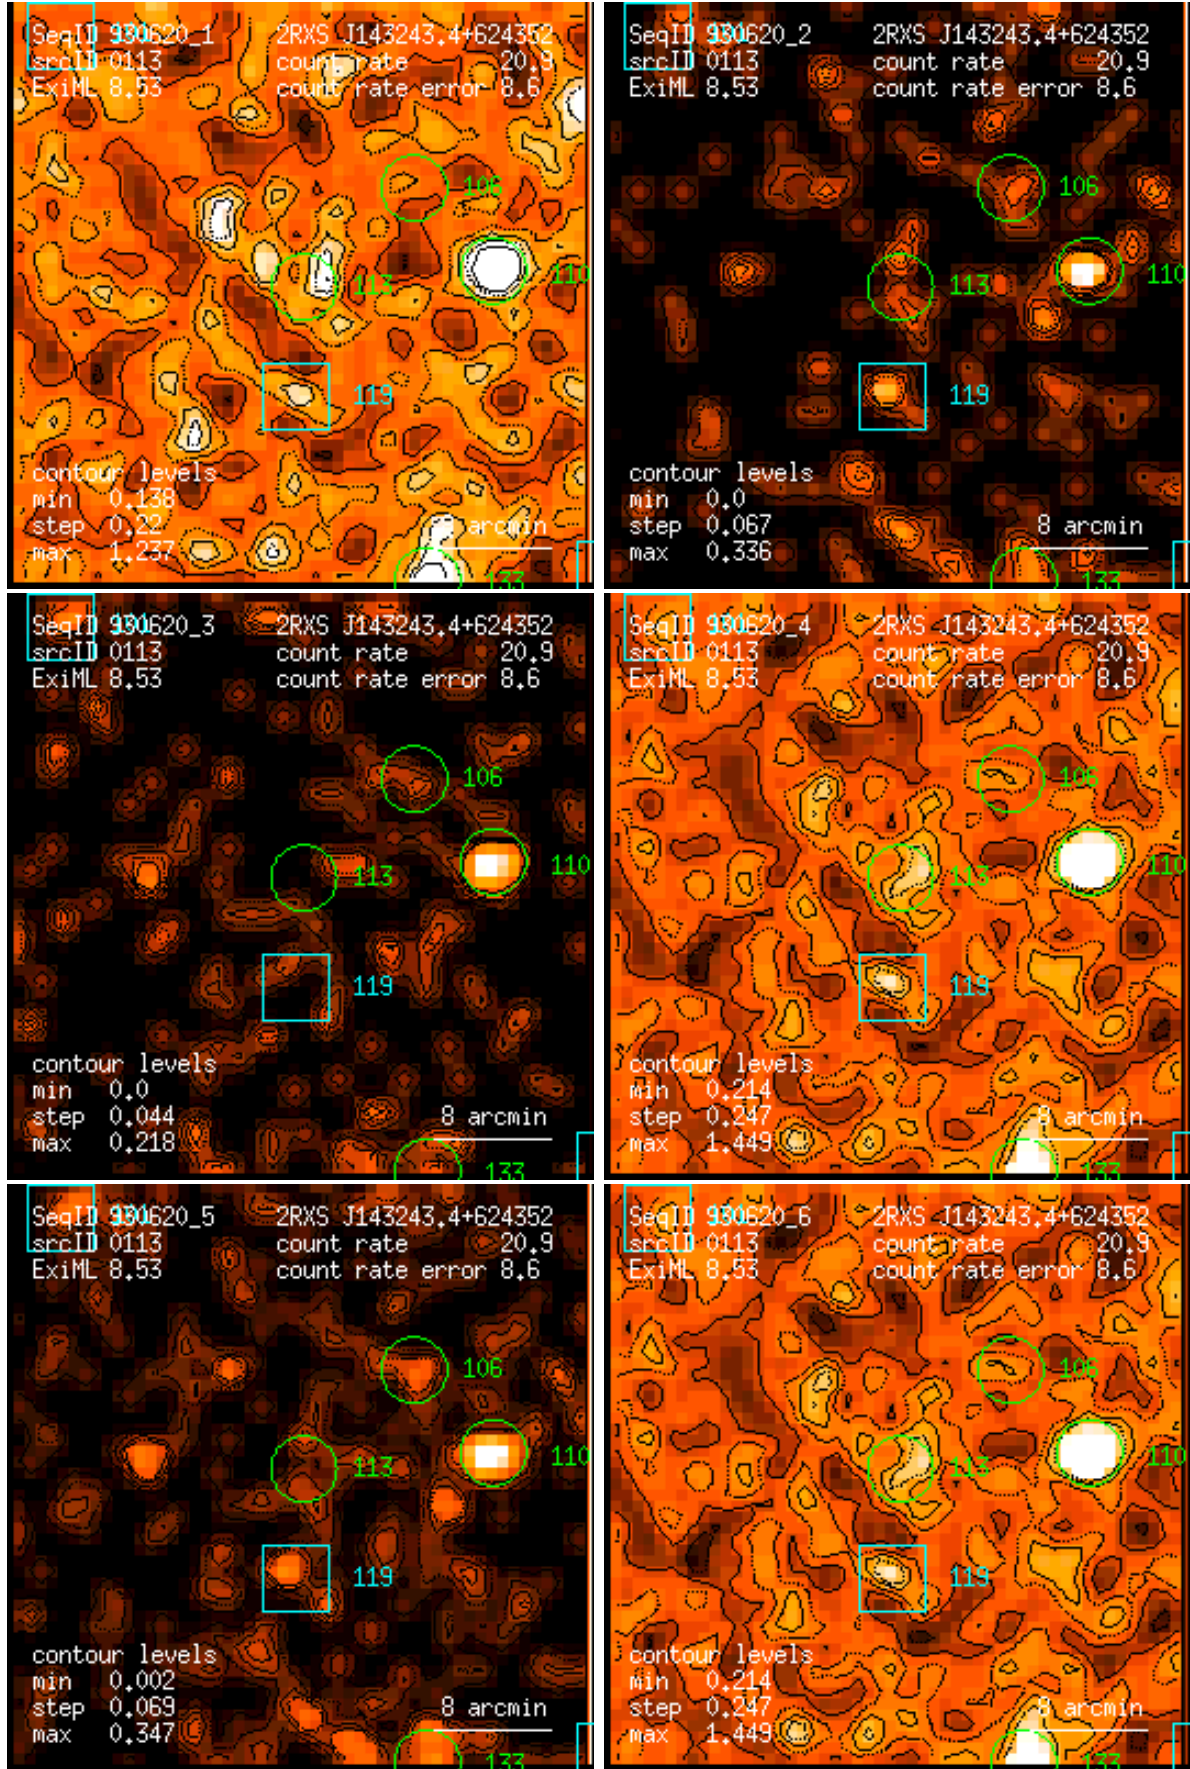 SeqID 930620_1 2RXS J143243.4+624352
srcID 0113 count rate 20.9
ExiML 8.53 count rate error 8.6
106
110
113
119
contour levels
min 0.138
step 0.22
max 1.237
8 arcmin
133
SeqID 930620_2 2RXS J143243.4+624352
srcID 0113 count rate 20.9
ExiML 8.53 count rate error 8.6
106
110
113
119
contour levels
min 0.0
step 0.067
max 0.336
8 arcmin
133
SeqID 930620_3 2RXS J143243.4+624352
srcID 0113 count rate 20.9
ExiML 8.53 count rate error 8.6
106
110
113
119
contour levels
min 0.0
step 0.044
max 0.218
8 arcmin
133
SeqID 930620_4 2RXS J143243.4+624352
srcID 0113 count rate 20.9
ExiML 8.53 count rate error 8.6
106
110
113
119
contour levels
min 0.214
step 0.247
max 1.449
8 arcmin
133
SeqID 930620_5 2RXS J143243.4+624352
srcID 0113 count rate 20.9
ExiML 8.53 count rate error 8.6
106
110
113
119
contour levels
min 0.002
step 0.069
max 0.347
8 arcmin
133
SeqID 930620_6 2RXS J143243.4+624352
srcID 0113 count rate 20.9
ExiML 8.53 count rate error 8.6
106
110
113
119
contour levels
min 0.214
step 0.247
max 1.449
8 arcmin
133